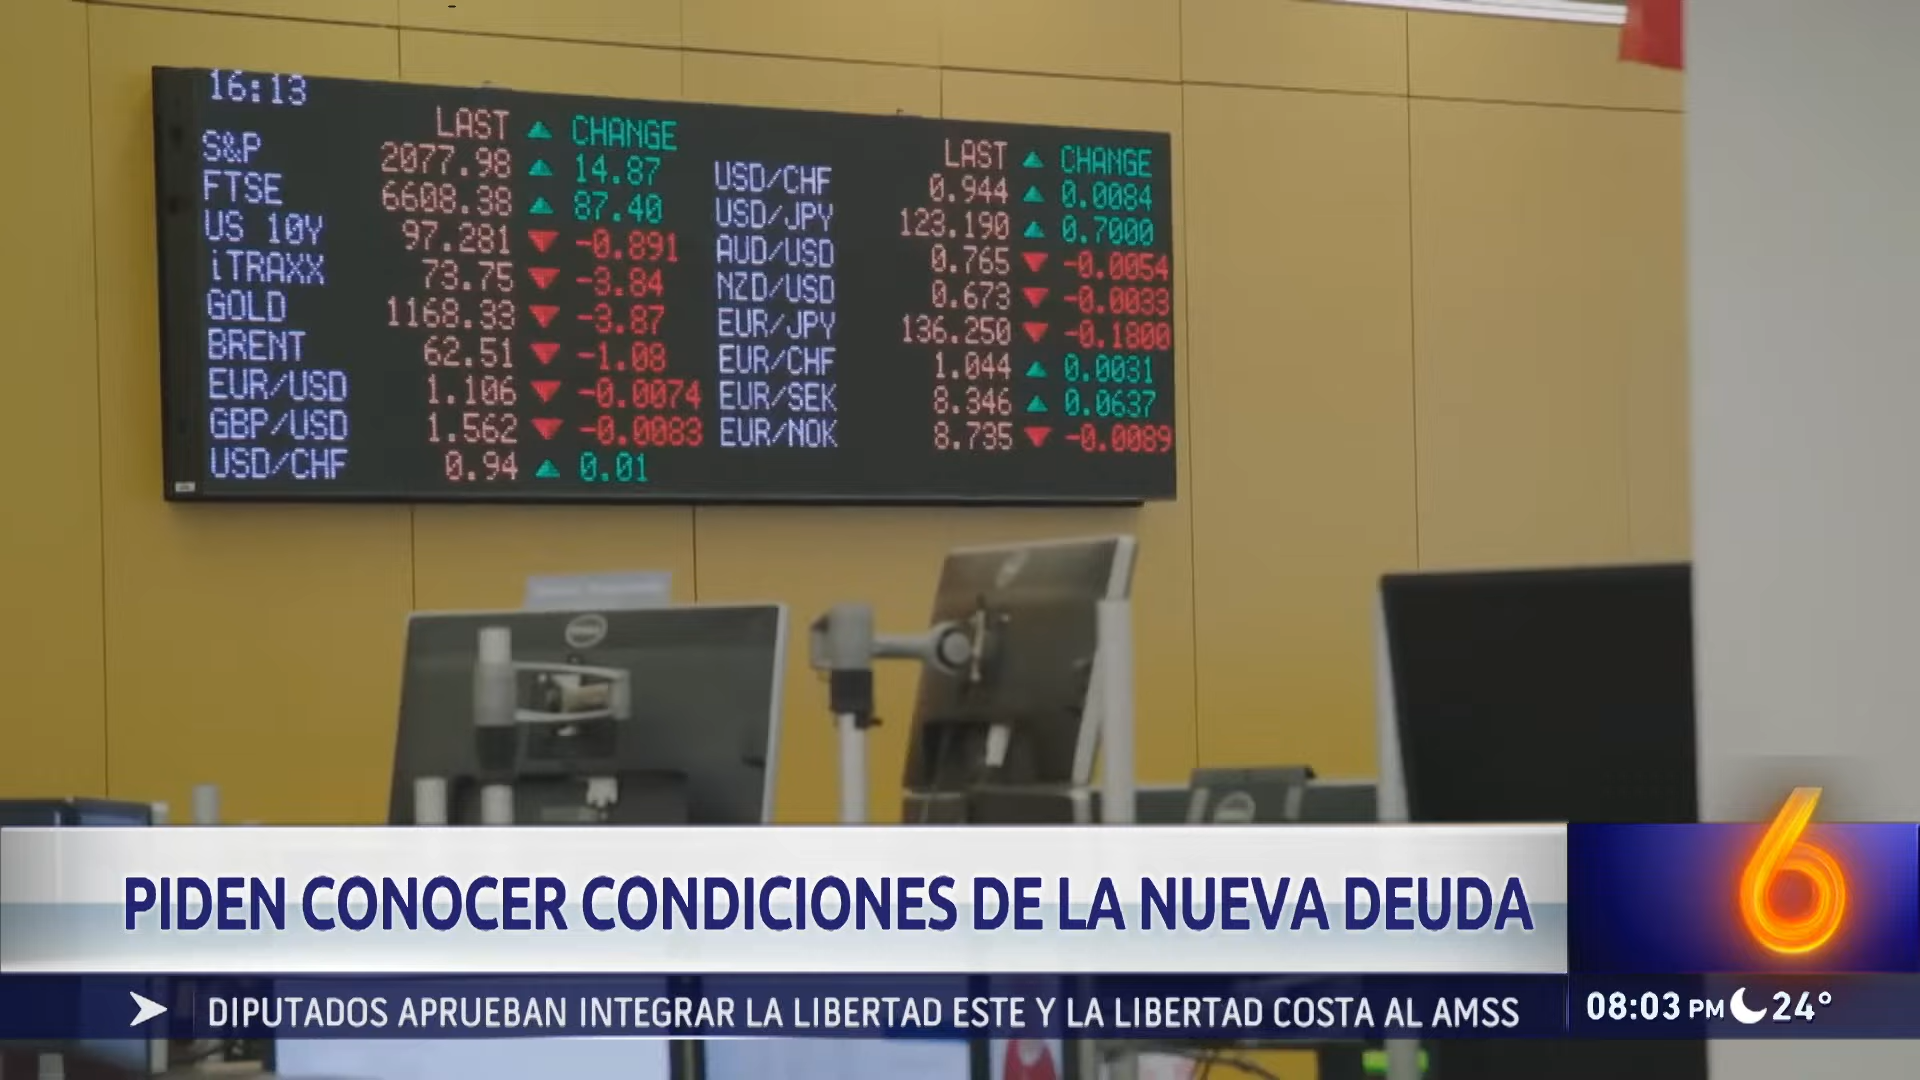 16:13
LAST ▲ CHANGE
S&P 2077.98 ▲ 14.87
FTSE 6608.38 ▲ 87.40
US 10Y 97.281 ▼ -0.891
iTRAXX 73.75 ▼ -3.84
GOLD 1168.33 ▼ -3.87
BRENT 62.51 ▼ -1.08
EUR/USD 1.106 ▼ -0.0074
GBP/USD 1.562 ▼ -0.0083
USD/CHF 0.94 ▲ 0.01
LAST ▲ CHANGE
USD/CHF 0.944 ▲ 0.0084
USD/JPY 123.190 ▲ 0.7000
AUD/USD 0.765 ▼ -0.0054
NZD/USD 0.673 ▼ -0.0033
EUR/JPY 136.250 ▼ -0.1800
EUR/CHF 1.044 ▲ 0.0031
EUR/SEK 8.346 ▲ 0.0637
EUR/NOK 8.735 ▼ -0.0089
PIDEN CONOCER CONDICIONES DE LA NUEVA DEUDA
6
DIPUTADOS APRUEBAN INTEGRAR LA LIBERTAD ESTE Y LA LIBERTAD COSTA AL AMSS
08:03 PM 24°